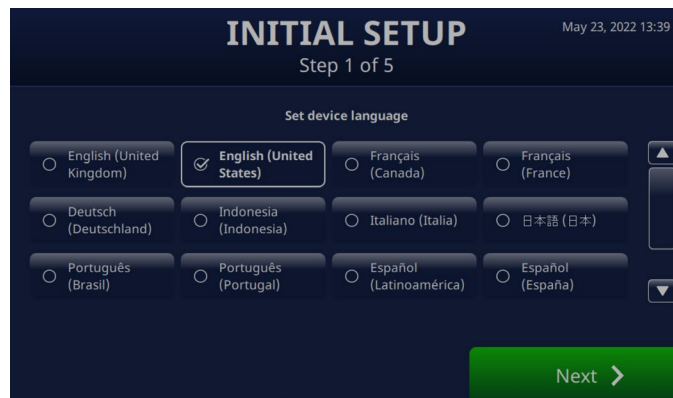 INITIAL SETUP
May 23, 2022 13:39
Step 1 of 5
Set device language
English (United
Kingdom)
English (United
States)
Français
(Canada)
Français
(France)
Deutsch
(Deutschland)
Indonesia
(Indonesia)
Italiano (Italia)
日本語 (日本)
Português
(Brasil)
Português
(Portugal)
Español
(Latinoamérica)
Español
(España)
Next